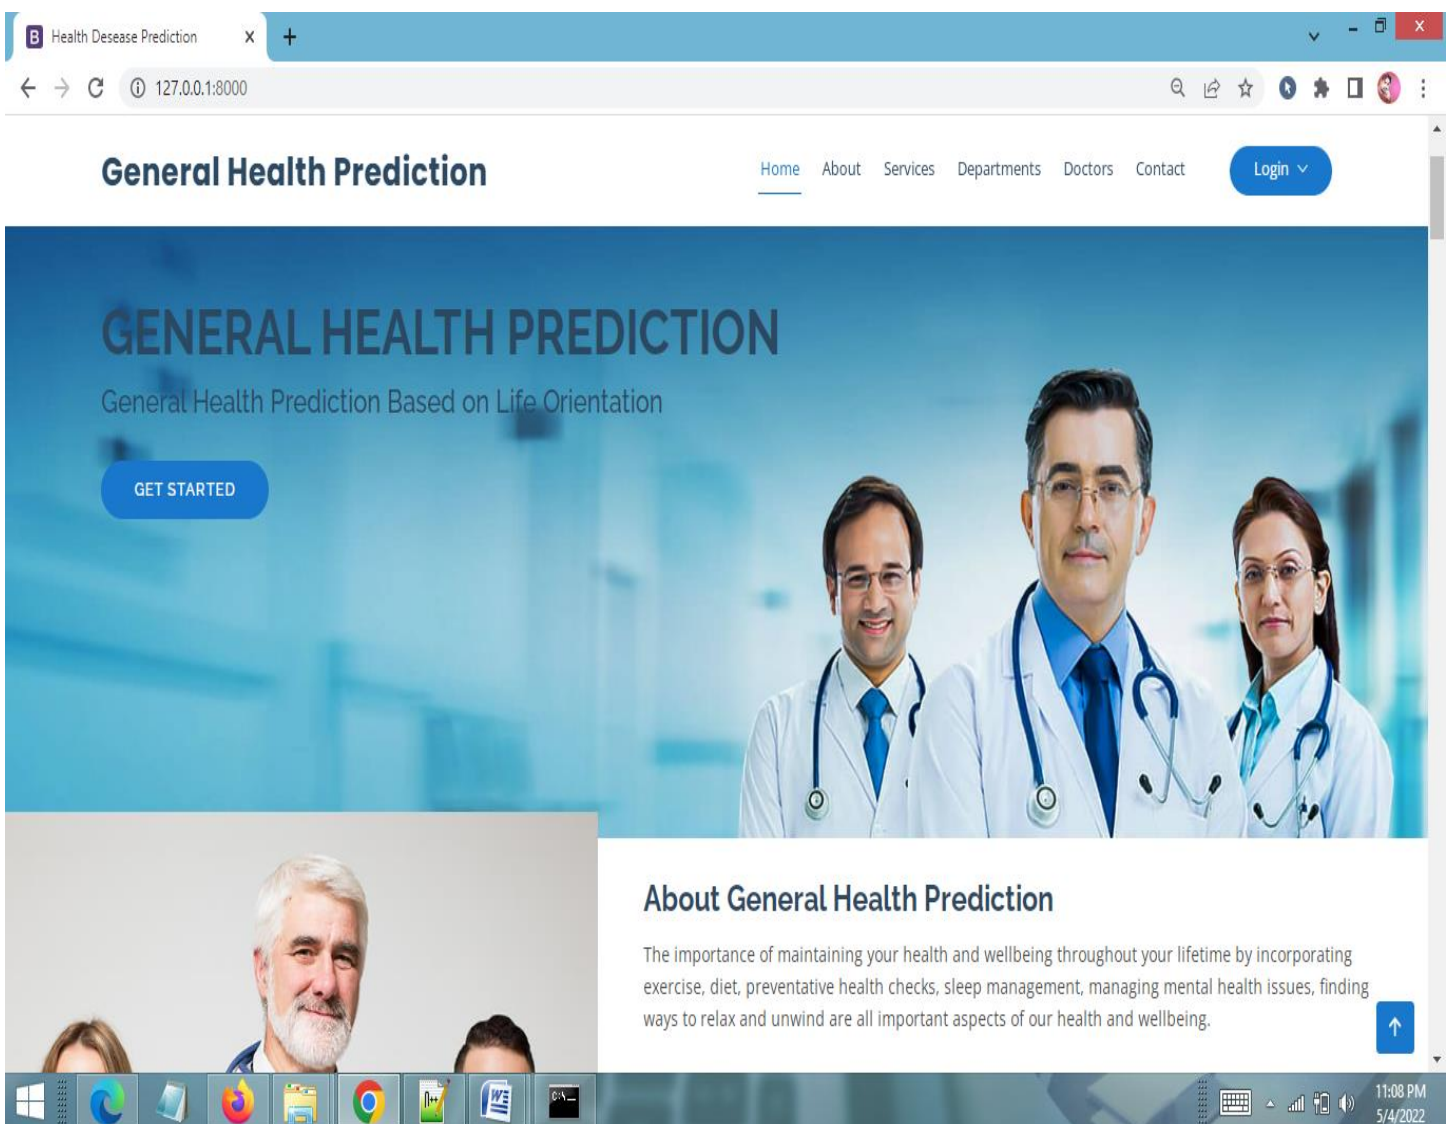 B Health Desease Prediction
127.0.0.1:8000
General Health Prediction
Home About Services Departments Doctors Contact Login
GENERAL HEALTH PREDICTION
General Health Prediction Based on Life Orientation
GET STARTED
About General Health Prediction
The importance of maintaining your health and wellbeing throughout your lifetime by incorporating
exercise, diet, preventative health checks, sleep management, managing mental health issues, finding
ways to relax and unwind are all important aspects of our health and wellbeing.
11:08 PM
5/4/2022